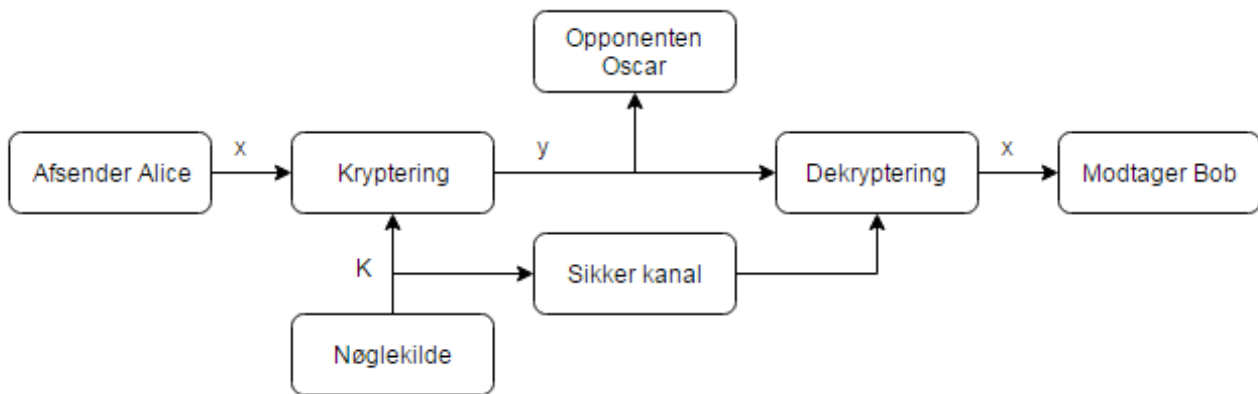 Opponenten
Oscar
Afsender Alice
x
Kryptering
y
Dekryptering
x
Modtager Bob
K
Sikker kanal
Nøglekilde